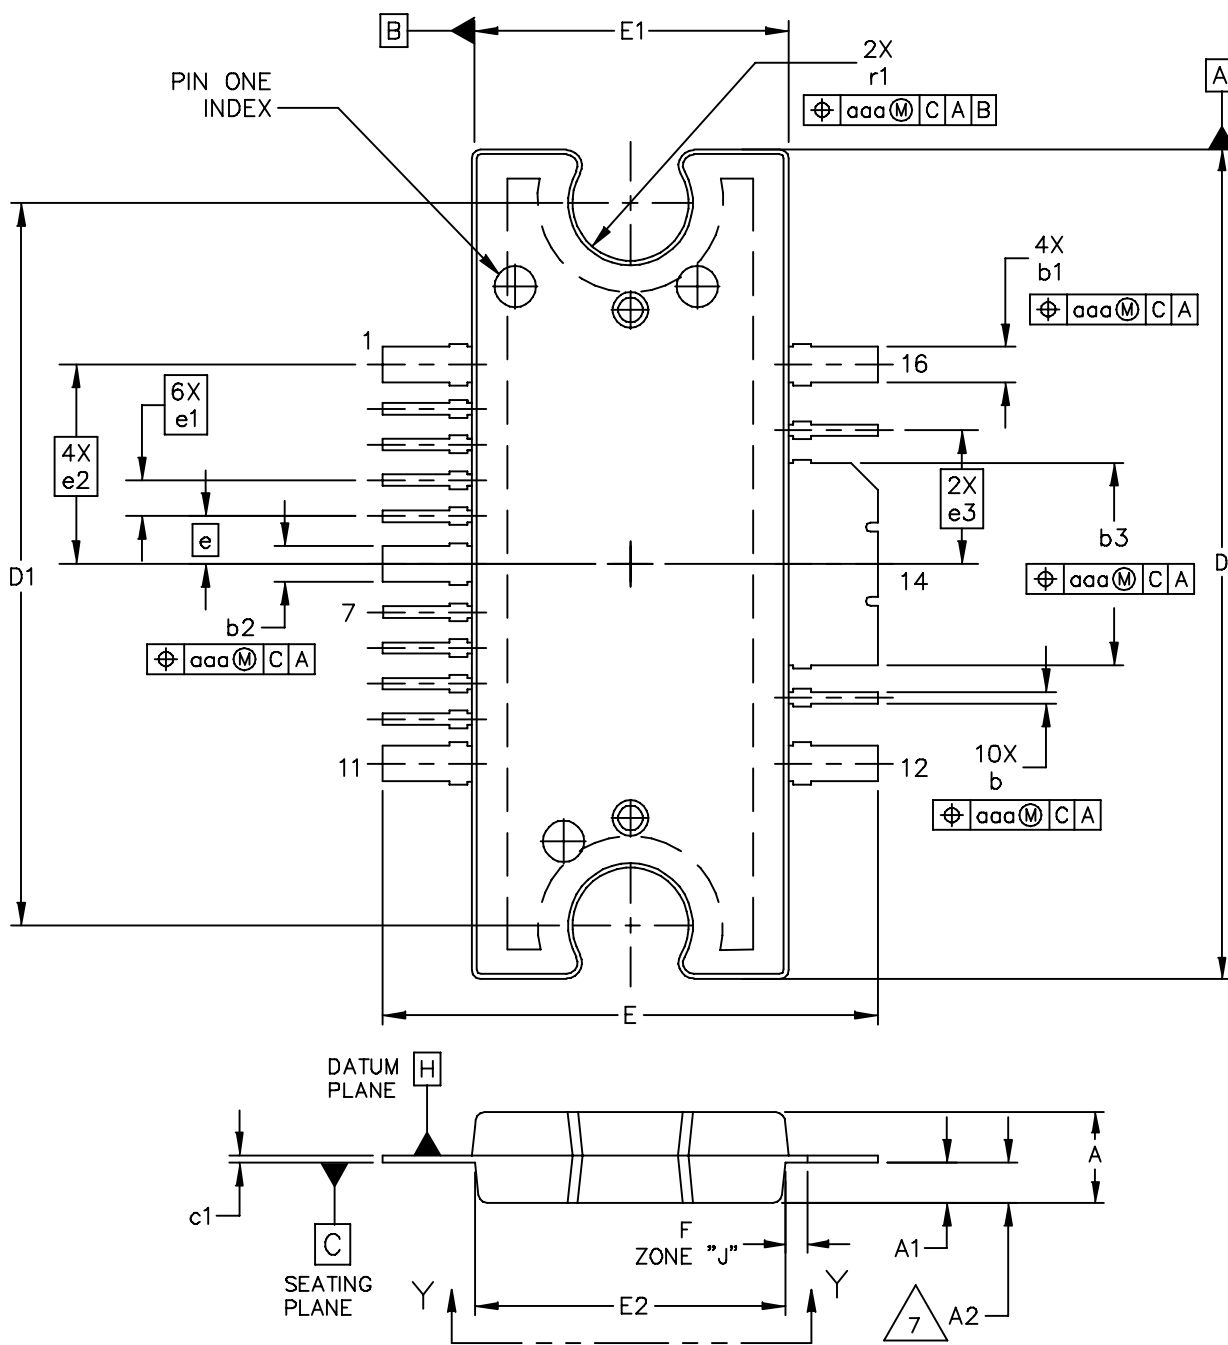 B
E1
2X
r1
⌖ aaa Ⓜ C A B
A
PIN ONE
INDEX
4X
b1
⌖ aaa Ⓜ C A
1
16
6X
e1
4X
e2
2X
e3
e
b3
D1
D
14
⌖ aaa Ⓜ C A
7
b2
⌖ aaa Ⓜ C A
11
12
10X
b
⌖ aaa Ⓜ C A
E
DATUM
PLANE
H
A
c1
C
SEATING
PLANE
F
ZONE "J"
A1
Y
Y
E2
7
A2